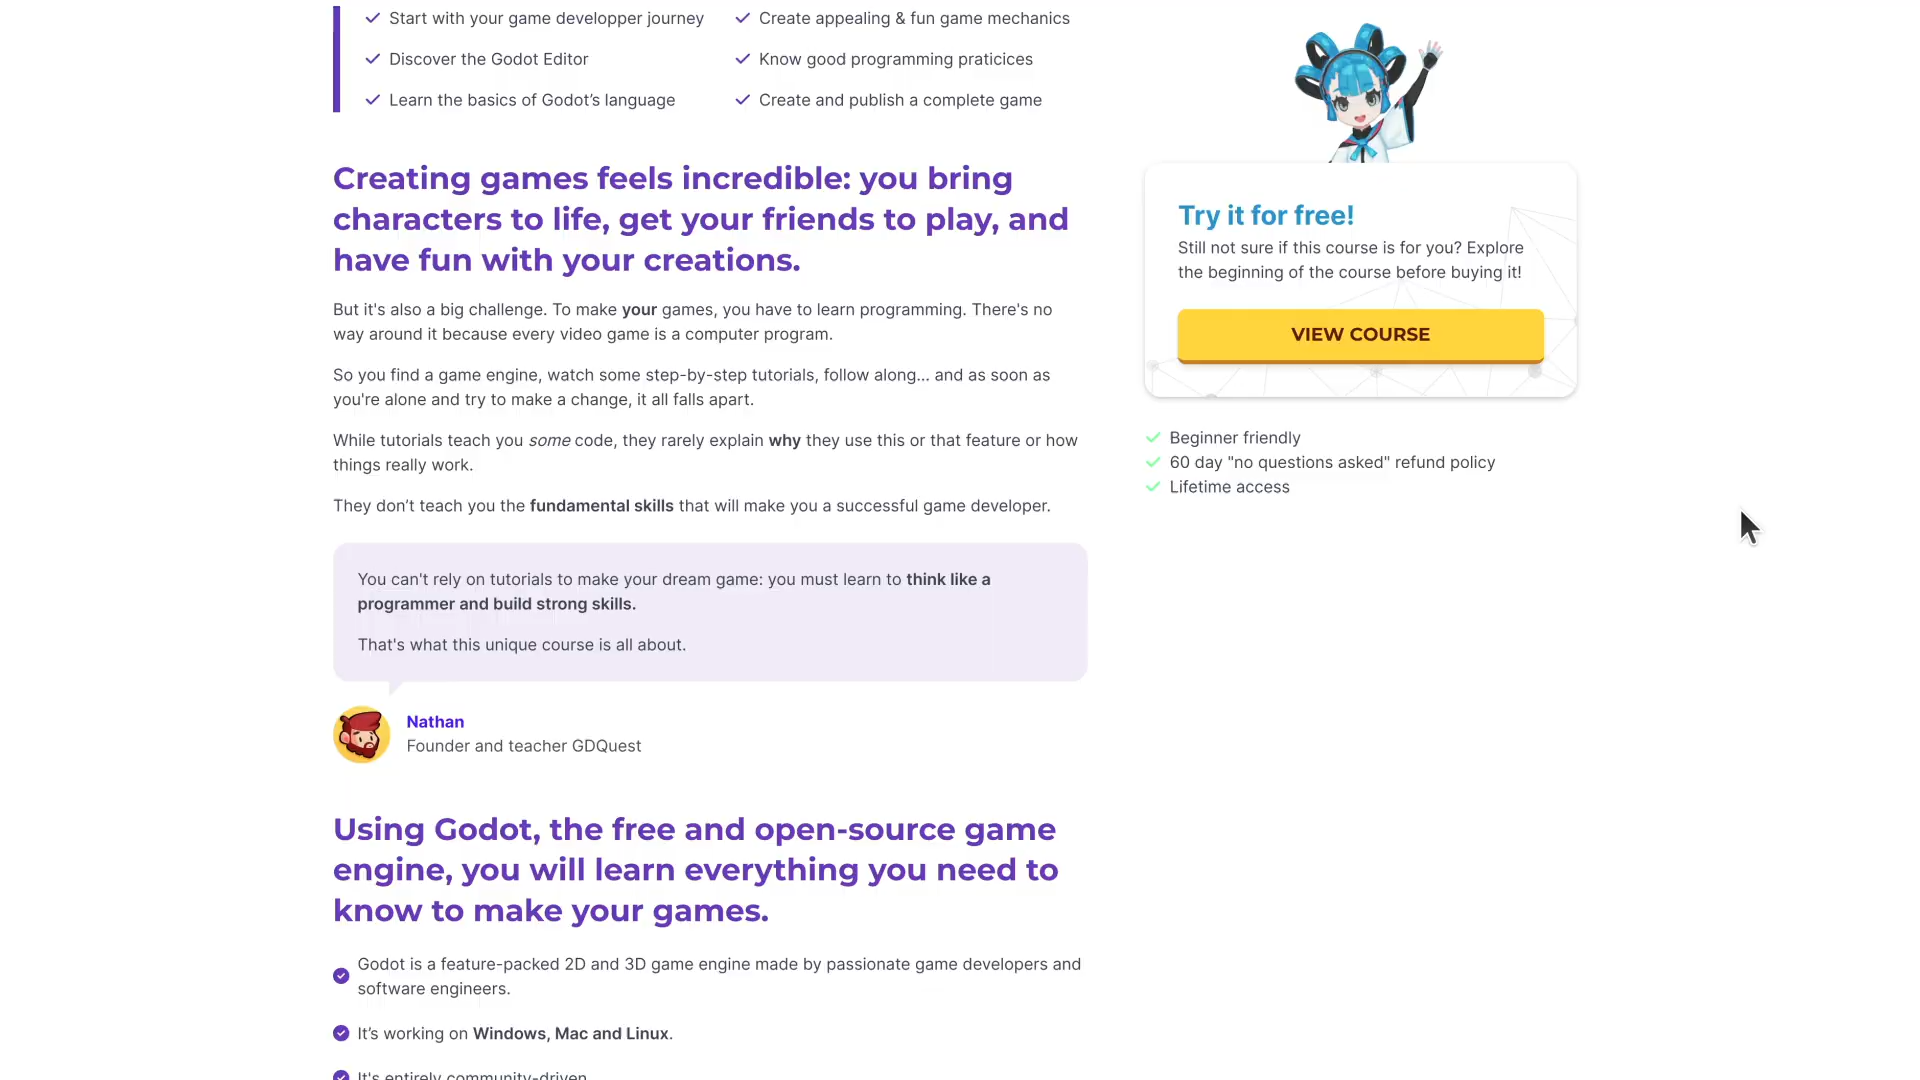 Start with your game developper journey
Create appealing & fun game mechanics
Discover the Godot Editor
Know good programming praticices
Learn the basics of Godot’s language
Create and publish a complete game
Creating games feels incredible: you bring
characters to life, get your friends to play, and
have fun with your creations.
But it's also a big challenge. To make your games, you have to learn programming. There's no
way around it because every video game is a computer program.
So you find a game engine, watch some step-by-step tutorials, follow along... and as soon as
you're alone and try to make a change, it all falls apart.
While tutorials teach you some code, they rarely explain why they use this or that feature or how
things really work.
They don’t teach you the fundamental skills that will make you a successful game developer.
You can't rely on tutorials to make your dream game: you must learn to think like a
programmer and build strong skills.
That's what this unique course is all about.
Nathan
Founder and teacher GDQuest
Using Godot, the free and open-source game
engine, you will learn everything you need to
know to make your games.
Godot is a feature-packed 2D and 3D game engine made by passionate game developers and
software engineers.
It’s working on Windows, Mac and Linux.
It's entirely community-driven
Try it for free!
Still not sure if this course is for you? Explore
the beginning of the course before buying it!
VIEW COURSE
Beginner friendly
60 day "no questions asked" refund policy
Lifetime access